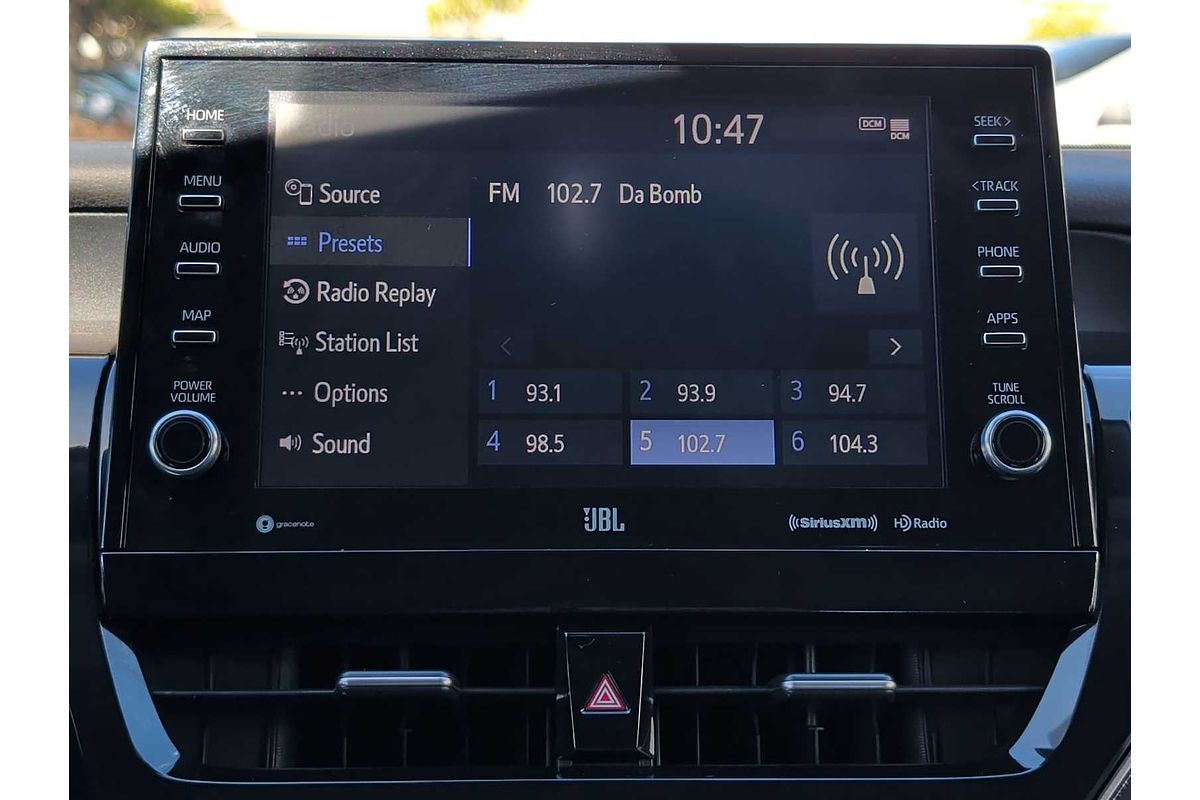 HOME
MENU
AUDIO
MAP
POWER
VOLUME
Radio
10:47
DCM
DCM
Source
Presets
Radio Replay
Station List
Options
Sound
FM 102.7 Da Bomb
< >
1 93.1 2 93.9 3 94.7
4 98.5 5 102.7 6 104.3
SEEK >
< TRACK
PHONE
APPS
TUNE
SCROLL
gracenote
JBL
SiriusXM
HD Radio